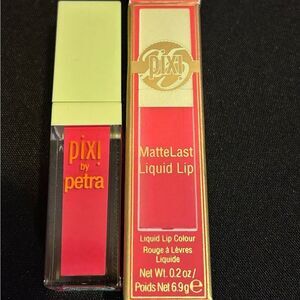 pixi
by
petra
pixi
MatteLast
Liquid Lip
Liquid Lip Colour
Rouge à Lèvres
Liquide
Net Wt. 0.2 oz/
Poids Net 6.9g e